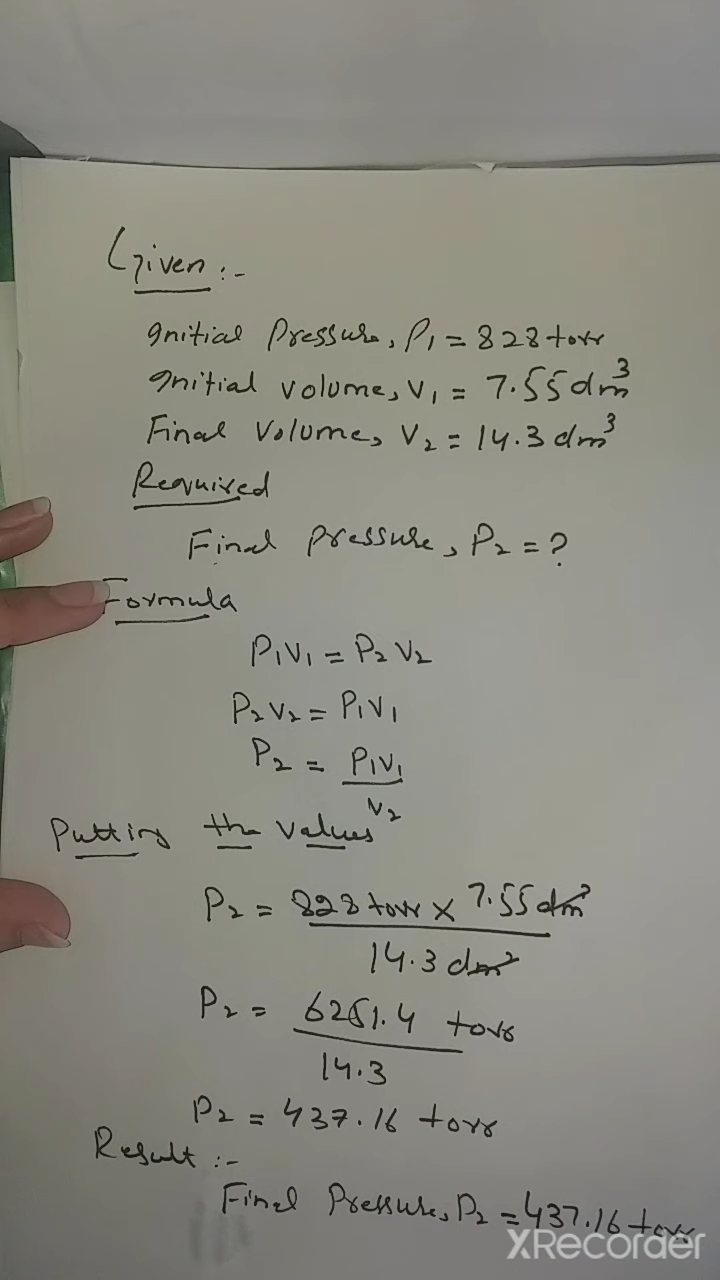 Given :-
Initial Pressure, P₁ = 828 torr
Initial volume, V₁ = 7.55 dm³
Final Volume, V₂ = 14.3 dm³
Required
Final pressure, P₂ = ?
Formula
P₁V₁ = P₂V₂
P₂V₂ = P₁V₁
P₂ = P₁V₁
V₂
Putting the values
P₂ = 828 torr × 7.55 dm³
14.3 dm³
P₂ = 6251.4 torr
14.3
P₂ = 437.16 torr
Result :-
Final Pressure, P₂ = 437.16 torr
XRecorder